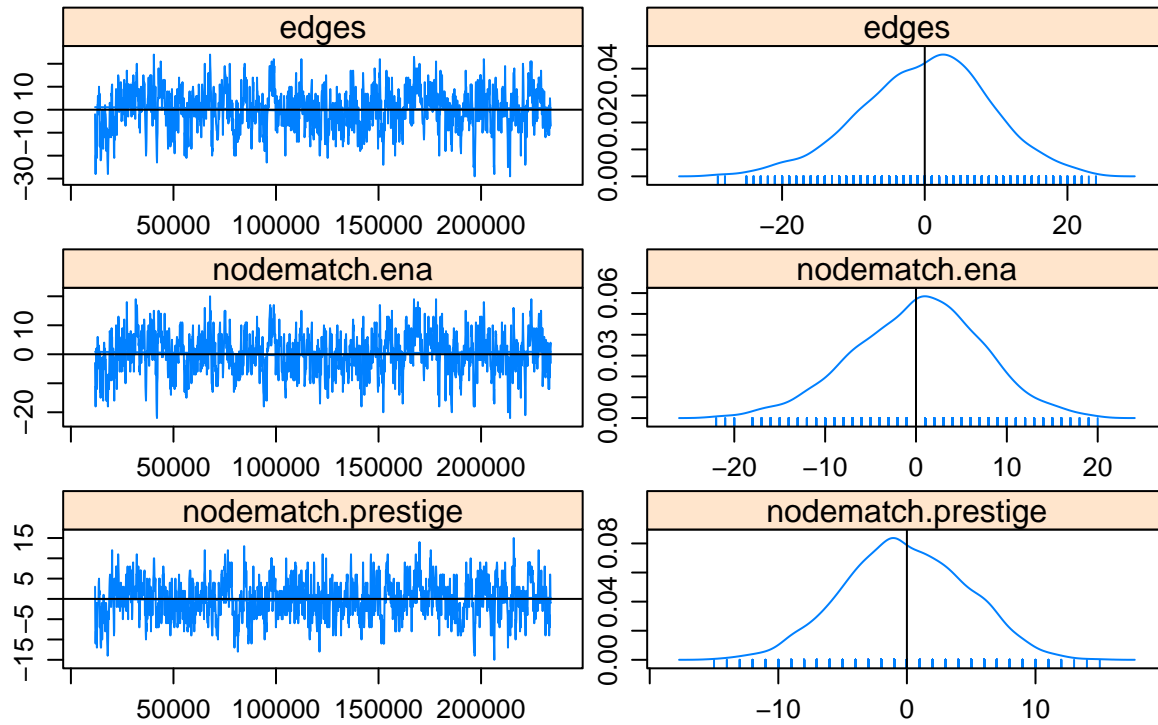 edges
−30 −10 10
50000 100000 150000 200000
edges
0.00 0.02 0.04
−20 0 20
nodematch.ena
−20 0 10
50000 100000 150000 200000
nodematch.ena
0.00 0.03 0.06
−20 −10 0 10 20
nodematch.prestige
−15 −5 5 15
50000 100000 150000 200000
nodematch.prestige
0.00 0.04 0.08
−10 0 10